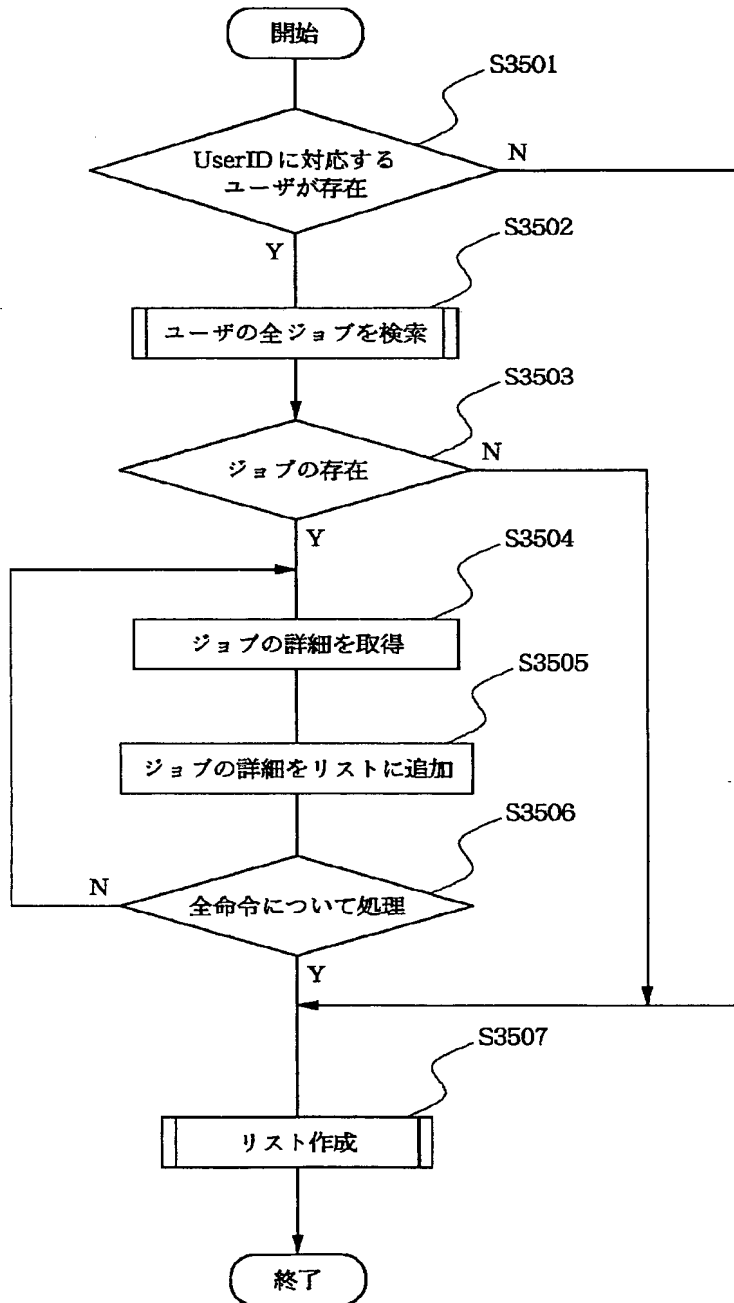 開始
S3501
UserIDに対応する
ユーザが存在
N
Y
S3502
ユーザの全ジョブを検索
S3503
ジョブの存在
N
Y
S3504
ジョブの詳細を取得
S3505
ジョブの詳細をリストに追加
S3506
全命令について処理
N
Y
S3507
リスト作成
終了